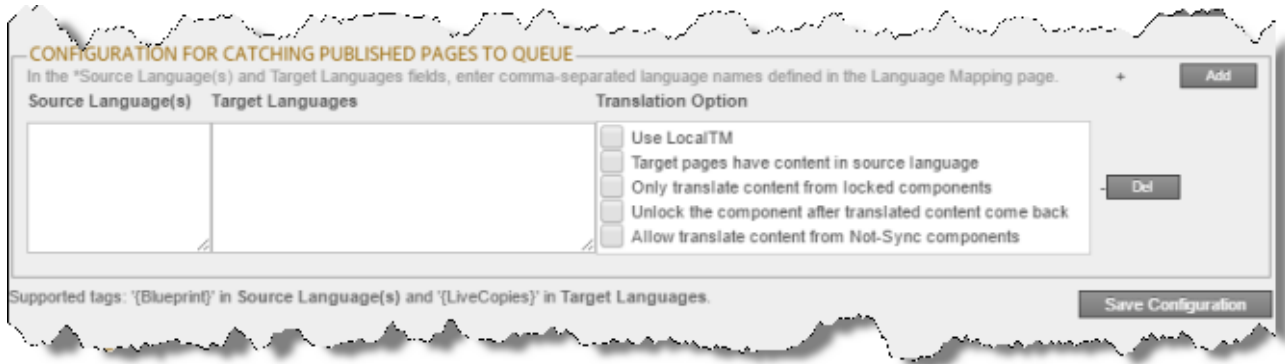 CONFIGURATION FOR CATCHING PUBLISHED PAGES TO QUEUE
In the *Source Language(s) and Target Languages fields, enter comma-separated language names defined in the Language Mapping page. + Add
Source Language(s) Target Languages Translation Option
Use LocalTM
Target pages have content in source language
Only translate content from locked components
- Del
Unlock the component after translated content come back
Allow translate content from Not-Sync components
Supported tags: '{Blueprint}' in Source Language(s) and '{LiveCopies}' in Target Languages.
Save Configuration